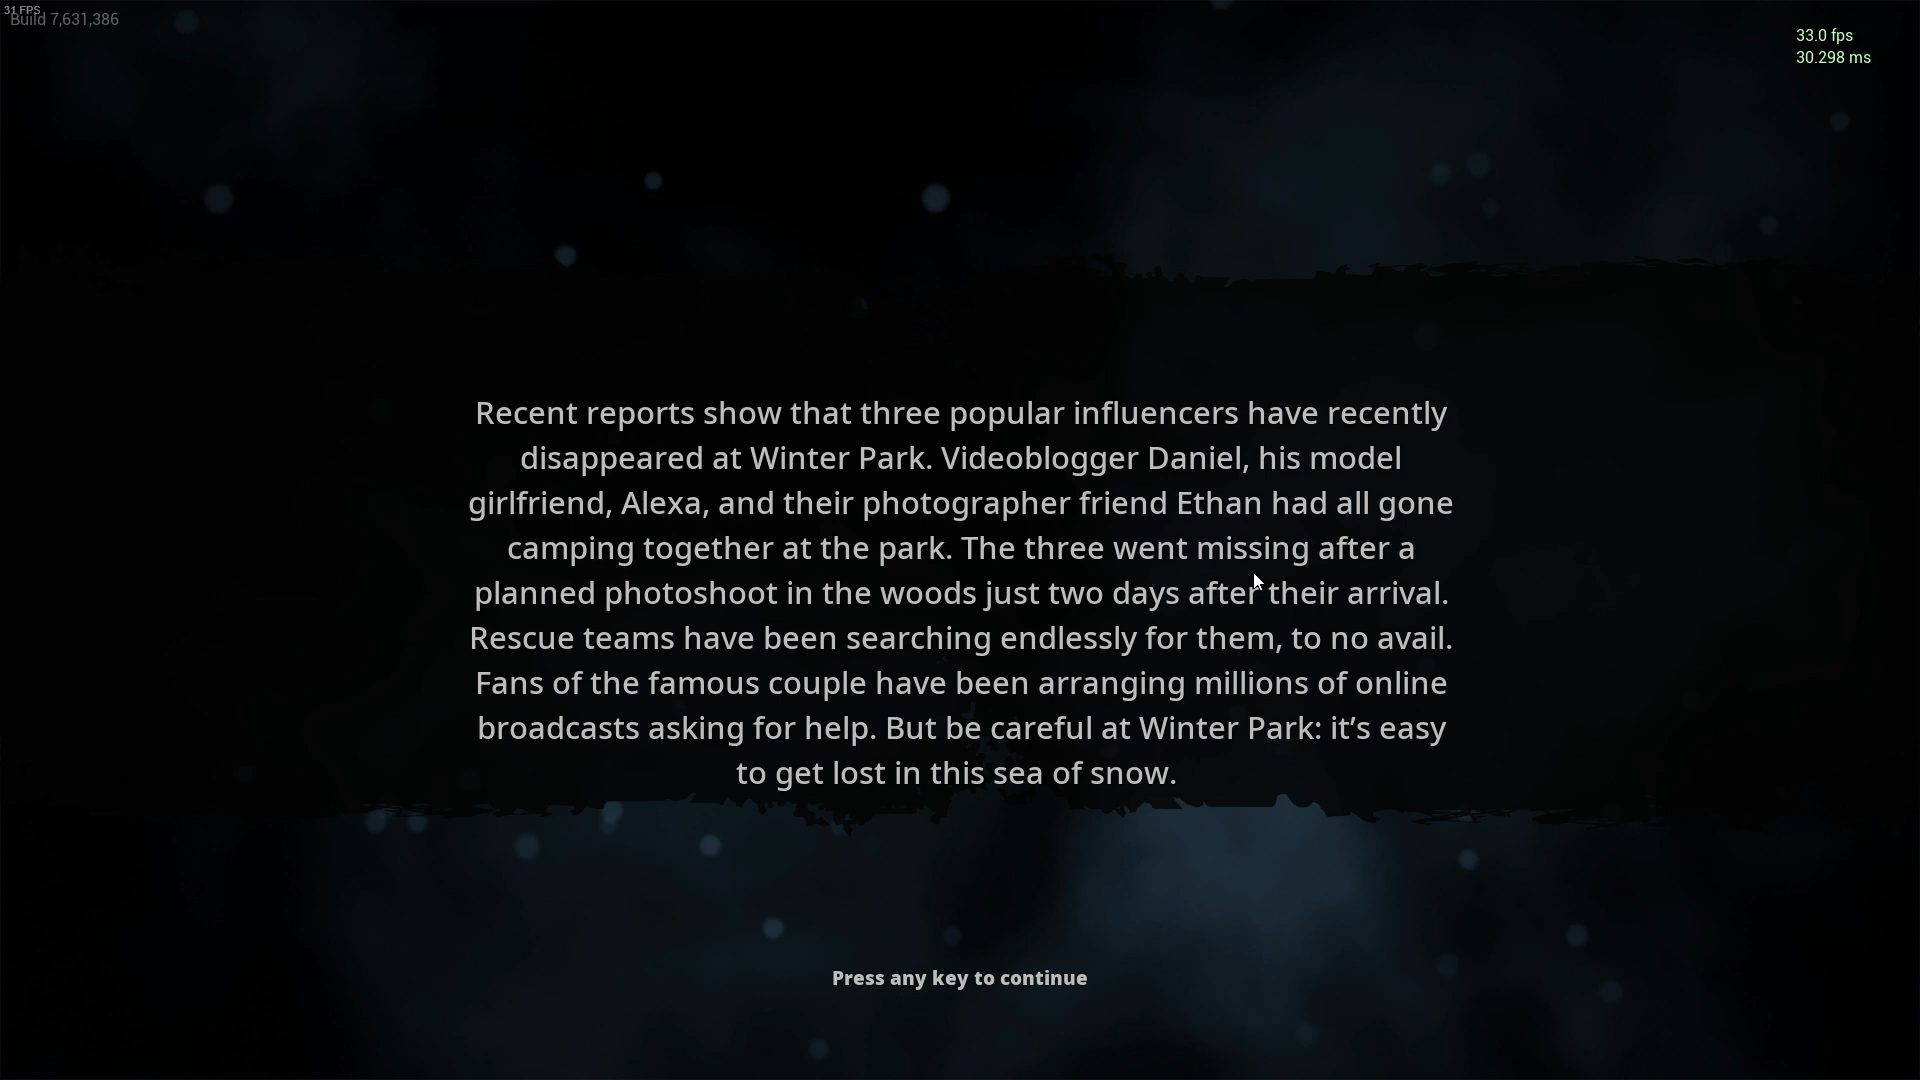 31 FPS
Build 7,631,386
33.0 fps
30.298 ms
Recent reports show that three popular influencers have recently
disappeared at Winter Park. Videoblogger Daniel, his model
girlfriend, Alexa, and their photographer friend Ethan had all gone
camping together at the park. The three went missing after a
planned photoshoot in the woods just two days after their arrival.
Rescue teams have been searching endlessly for them, to no avail.
Fans of the famous couple have been arranging millions of online
broadcasts asking for help. But be careful at Winter Park: it’s easy
to get lost in this sea of snow.
Press any key to continue